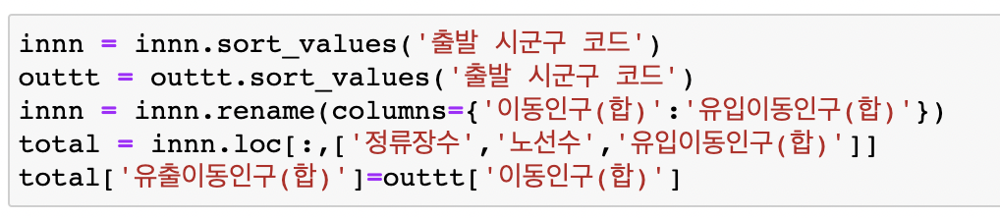 innn = innn.sort_values('출발 시군구 코드')
outtt = outtt.sort_values('출발 시군구 코드')
innn = innn.rename(columns={'이동인구(합)':'유입이동인구(합)'})
total = innn.loc[:,['정류장수','노선수','유입이동인구(합)']]
total['유출이동인구(합)']=outtt['이동인구(합)']